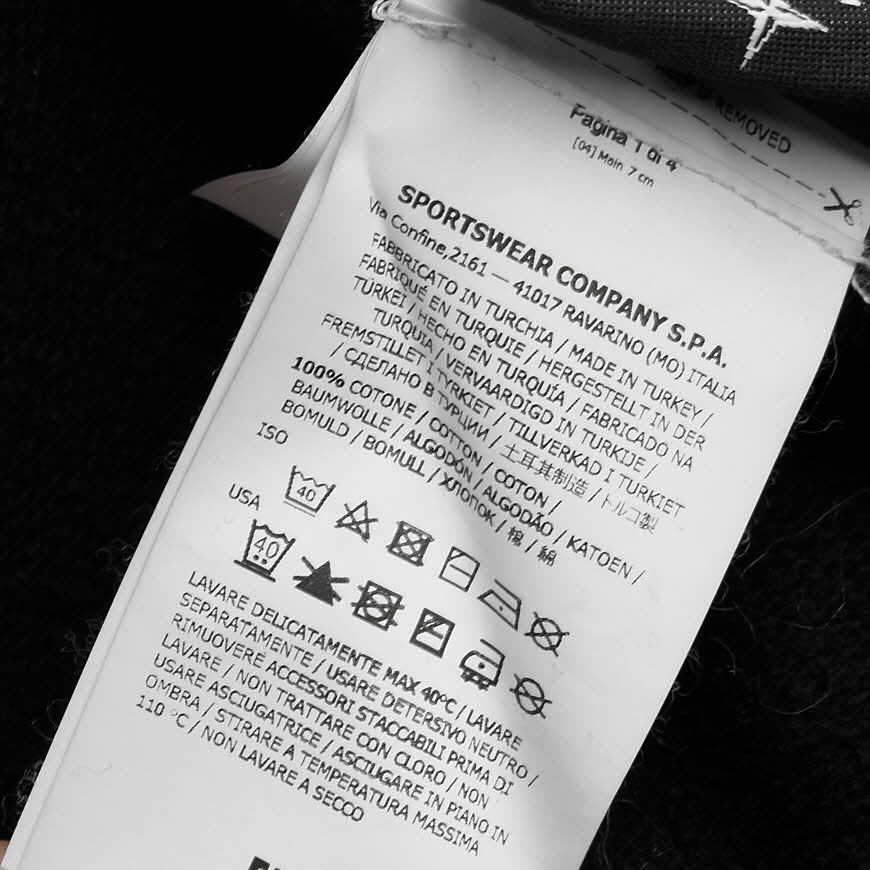 REMOVED
Pagina 1 di 4
[04] Main 7 cm
SPORTSWEAR COMPANY S.P.A.
Via Confine,2161 — 41017 RAVARINO (MO) ITALIA
FABBRICATO IN TURCHIA / MADE IN TURKEY /
FABRIQUÉ EN TURQUIE / HERGESTELLT IN DER
TÜRKEI / HECHO EN TURQUÍA / FABRICADO NA
TURQUIA / VERVAARDIGD IN TURKIJE /
FREMSTILLET I TYRKIET / TILLVERKAD I TURKIET
/ СДЕЛАНО В ТУРЦИИ / 土耳其制造 / トルコ製
100% COTONE / COTTON / COTON /
BAUMWOLLE / ALGODÓN / ALGODÃO / KATOEN /
BOMULD / BOMULL / ХЛОПОК / 棉 / 綿
ISO
40
USA
40
LAVARE DELICATAMENTE MAX 40°C / LAVARE
SEPARATAMENTE / USARE DETERSIVO NEUTRO /
RIMUOVERE ACCESSORI STACCABILI PRIMA DI
LAVARE / NON TRATTARE CON CLORO / NON
USARE ASCIUGATRICE / ASCIUGARE IN PIANO IN
OMBRA / STIRARE A TEMPERATURA MASSIMA
110 °C / NON LAVARE A SECCO